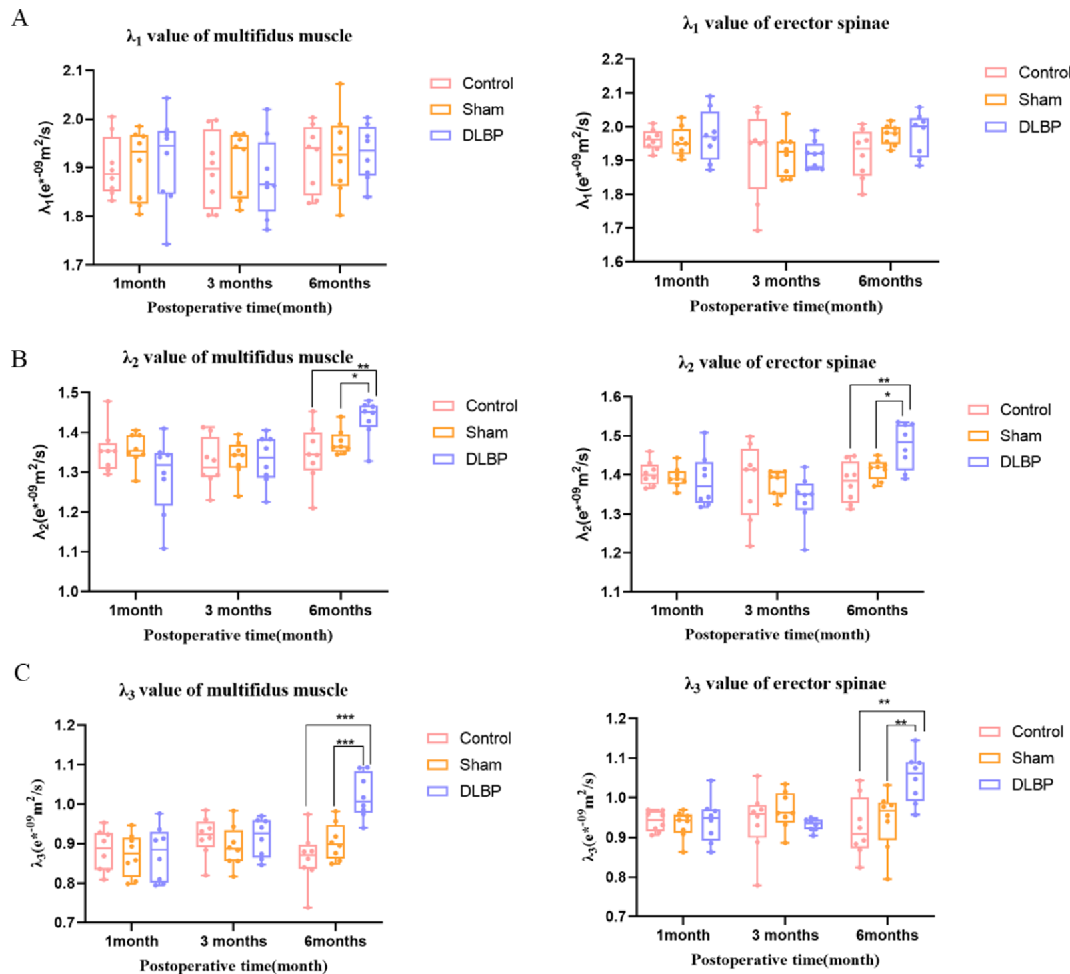 A
λ1 value of multifidus muscle
λ1(e*-09m2/s)
2.1
2.0
1.9
1.8
1.7
1month
3 months
6months
Postoperative time(month)
Control
Sham
DLBP
λ1 value of erector spinae
λ1(e*-09m2/s)
2.2
2.1
2.0
1.9
1.8
1.7
1.6
1month
3 months
6months
Postoperative time(month)
Control
Sham
DLBP
B
λ2 value of multifidus muscle
λ2(e*-09m2/s)
1.5
1.4
1.3
1.2
1.1
1.0
**
*
1month
3 months
6months
Postoperative time(month)
Control
Sham
DLBP
λ2 value of erector spinae
λ2(e*-09m2/s)
1.6
1.5
1.4
1.3
1.2
1.1
**
*
1month
3 months
6months
Postoperative time(month)
Control
Sham
DLBP
C
λ3 value of multifidus muscle
λ3(e*-09m2/s)
1.2
1.1
1.0
0.9
0.8
0.7
***
***
1month
3 months
6months
Postoperative time(month)
Control
Sham
DLBP
λ3 value of erector spinae
λ3(e*-09m2/s)
1.2
1.1
1.0
0.9
0.8
0.7
**
**
1month
3 months
6months
Postoperative time(month)
Control
Sham
DLBP